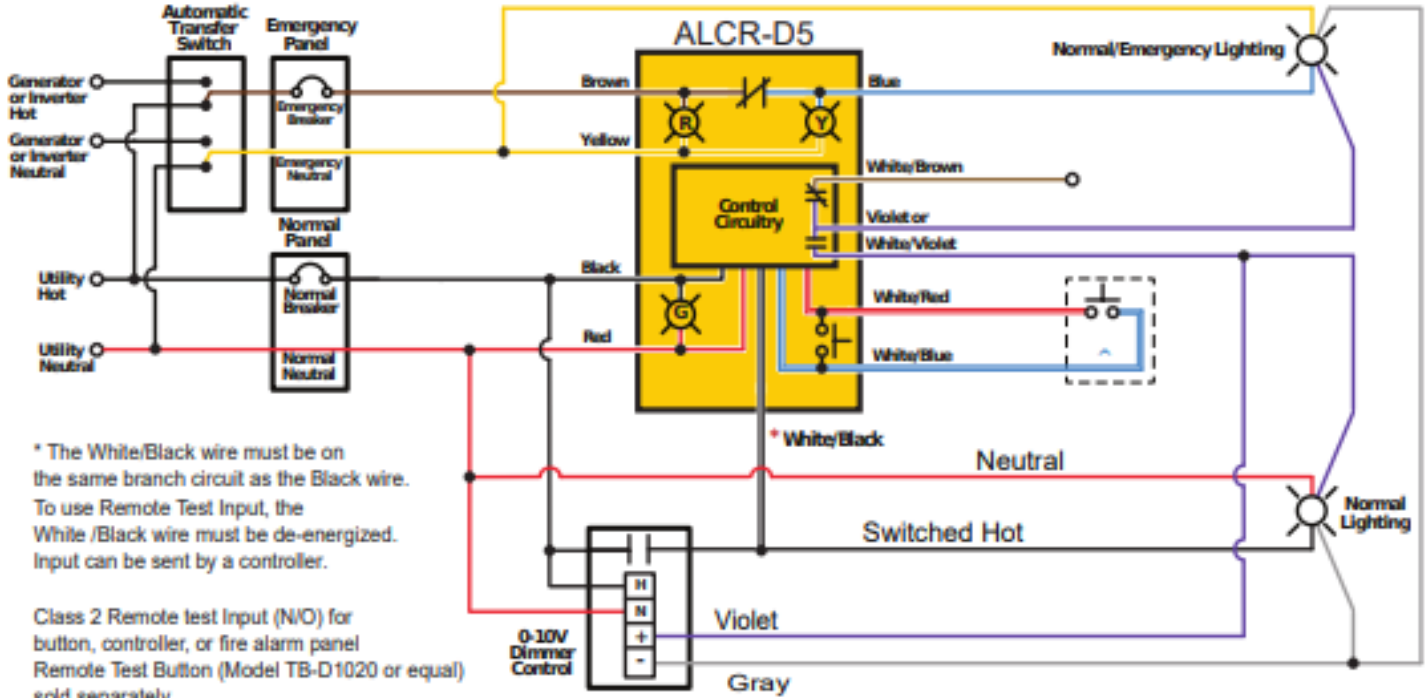 Automatic
Transfer
Switch
Emergency
Panel
ALCR-D5
Normal/Emergency Lighting
Generator
or Inverter
Hot
Emergency
Breaker
Brown
Blue
R
Y
Generator
or Inverter
Neutral
Emergency
Neutral
Yellow
White/Brown
Control
Circuitry
Violet or
White/Violet
Normal
Panel
Utility
Hot
Normal
Breaker
Black
White/Red
G
Utility
Neutral
Normal
Neutral
Red
White/Blue
* White/Black
* The White/Black wire must be on
the same branch circuit as the Black wire.
To use Remote Test Input, the
White /Black wire must be de-energized.
Input can be sent by a controller.
Neutral
Normal
Lighting
Switched Hot
Class 2 Remote test Input (N/O) for
button, controller, or fire alarm panel
Remote Test Button (Model TB-D1020 or equal)
sold separately
0-10V
Dimmer
Control
H
N
+
-
Violet
Gray